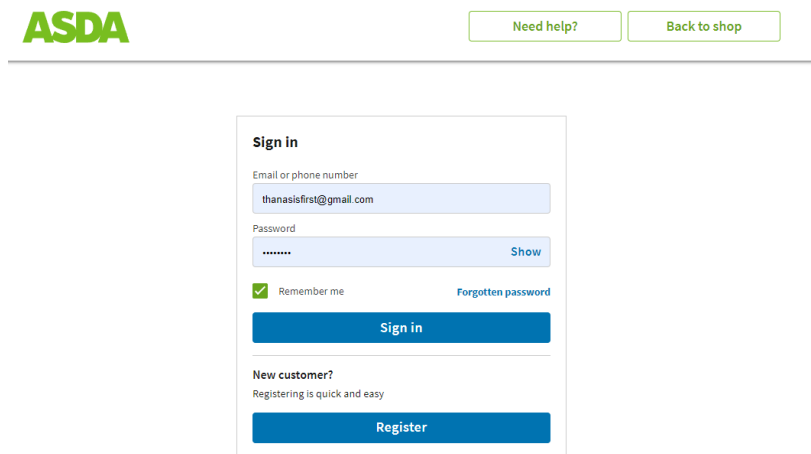 ASDA
Need help?
Back to shop
Sign in
Email or phone number
thanasisfirst@gmail.com
Password
••••••••
Show
Remember me
Forgotten password
Sign in
New customer?
Registering is quick and easy
Register